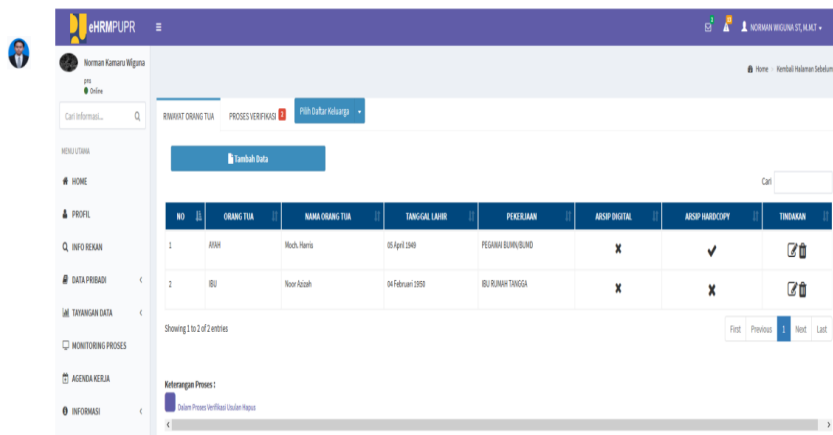 eHRMPUPR
NORMAN WIGUNA ST, M.M.T
Norman Kamaru Wiguna
pns
Online
Home > Kembali Halaman Sebelum
Cari Informasi...
RIWAYAT ORANG TUA
PROSES VERIFIKASI
Pilih Daftar Keluarga
MENU UTAMA
Tambah Data
HOME
Cari
PROFIL
NO ORANG TUA NAMA ORANG TUA TANGGAL LAHIR PEKERJAAN ARSIP DIGITAL ARSIP HARDCOPY TINDAKAN
INFO REKAN
1 AYAH Moch. Harris 05 April 1949 PEGAWAI BUMN/BUMD
DATA PRIBADI
2 IBU Noor Azizah 04 Februari 1950 IBU RUMAH TANGGA
TAYANGAN DATA
Showing 1 to 2 of 2 entries
First Previous 1 Next Last
MONITORING PROSES
AGENDA KERJA
Keterangan Proses :
INFORMASI
Dalam Proses Verifikasi Usulan Hapus